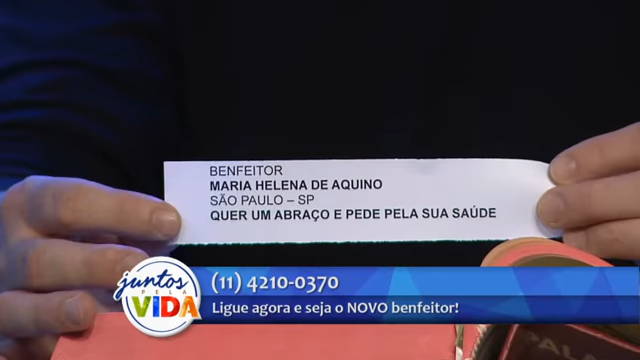 BENFEITOR
MARIA HELENA DE AQUINO
SÃO PAULO – SP
QUER UM ABRAÇO E PEDE PELA SUA SAÚDE
juntos
PELA
VIDA
(11) 4210-0370
Ligue agora e seja o NOVO benfeitor!